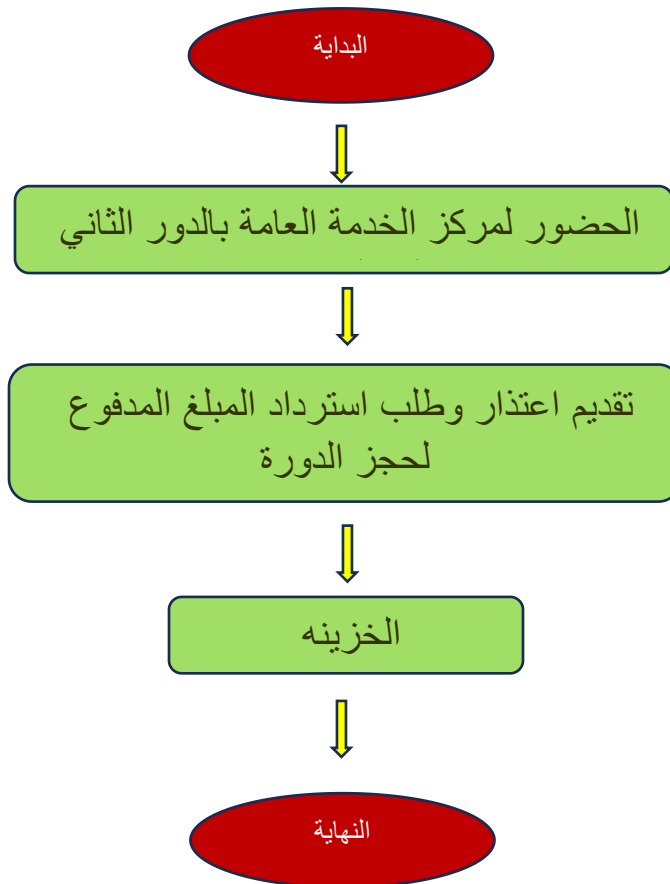 البداية
الحضور لمركز الخدمة العامة بالدور الثاني
تقديم اعتذار وطلب استرداد المبلغ المدفوع
لحجز الدورة
الخزينه
النهاية